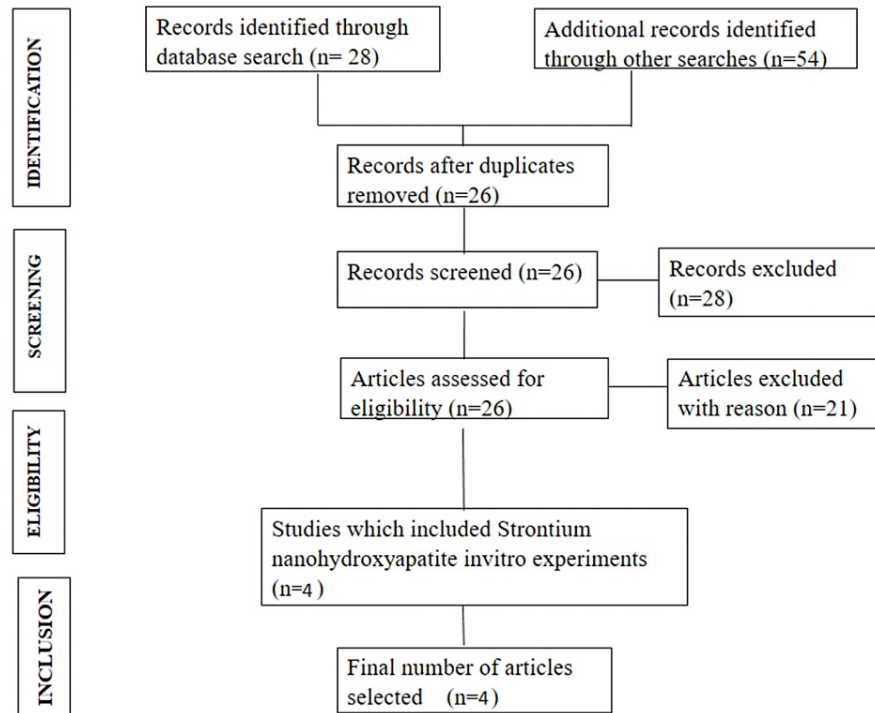 IDENTIFICATION
Records identified through
database search (n= 28)
Additional records identified
through other searches (n=54)
Records after duplicates
removed (n=26)
SCREENING
Records screened (n=26)
Records excluded
(n=28)
Articles assessed for
eligibility (n=26)
Articles excluded
with reason (n=21)
ELIGIBILITY
Studies which included Strontium
nanohydroxyapatite invitro experiments
(n=4 )
INCLUSION
Final number of articles
selected (n=4)